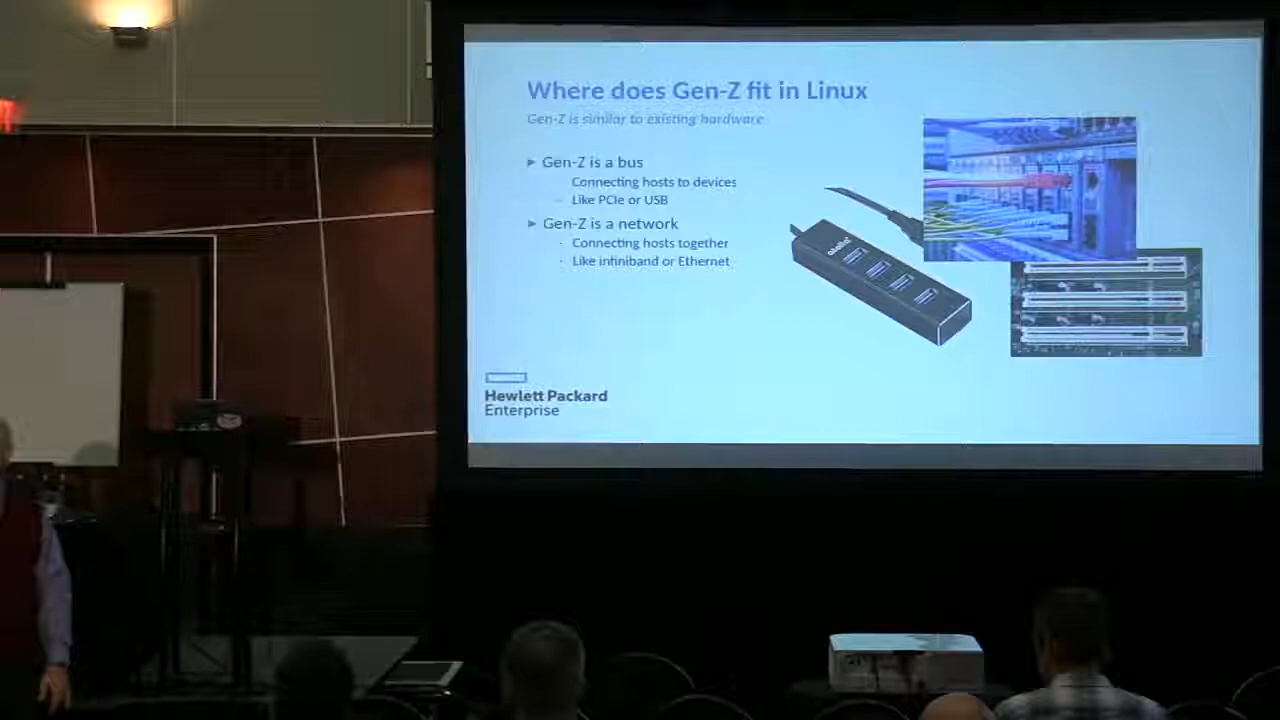 Where does Gen-Z fit in Linux
Gen-Z is similar to existing hardware
Gen-Z is a bus
Connecting hosts to devices
Like PCIe or USB
Gen-Z is a network
Connecting hosts together
Like infiniband or Ethernet
Hewlett Packard
Enterprise